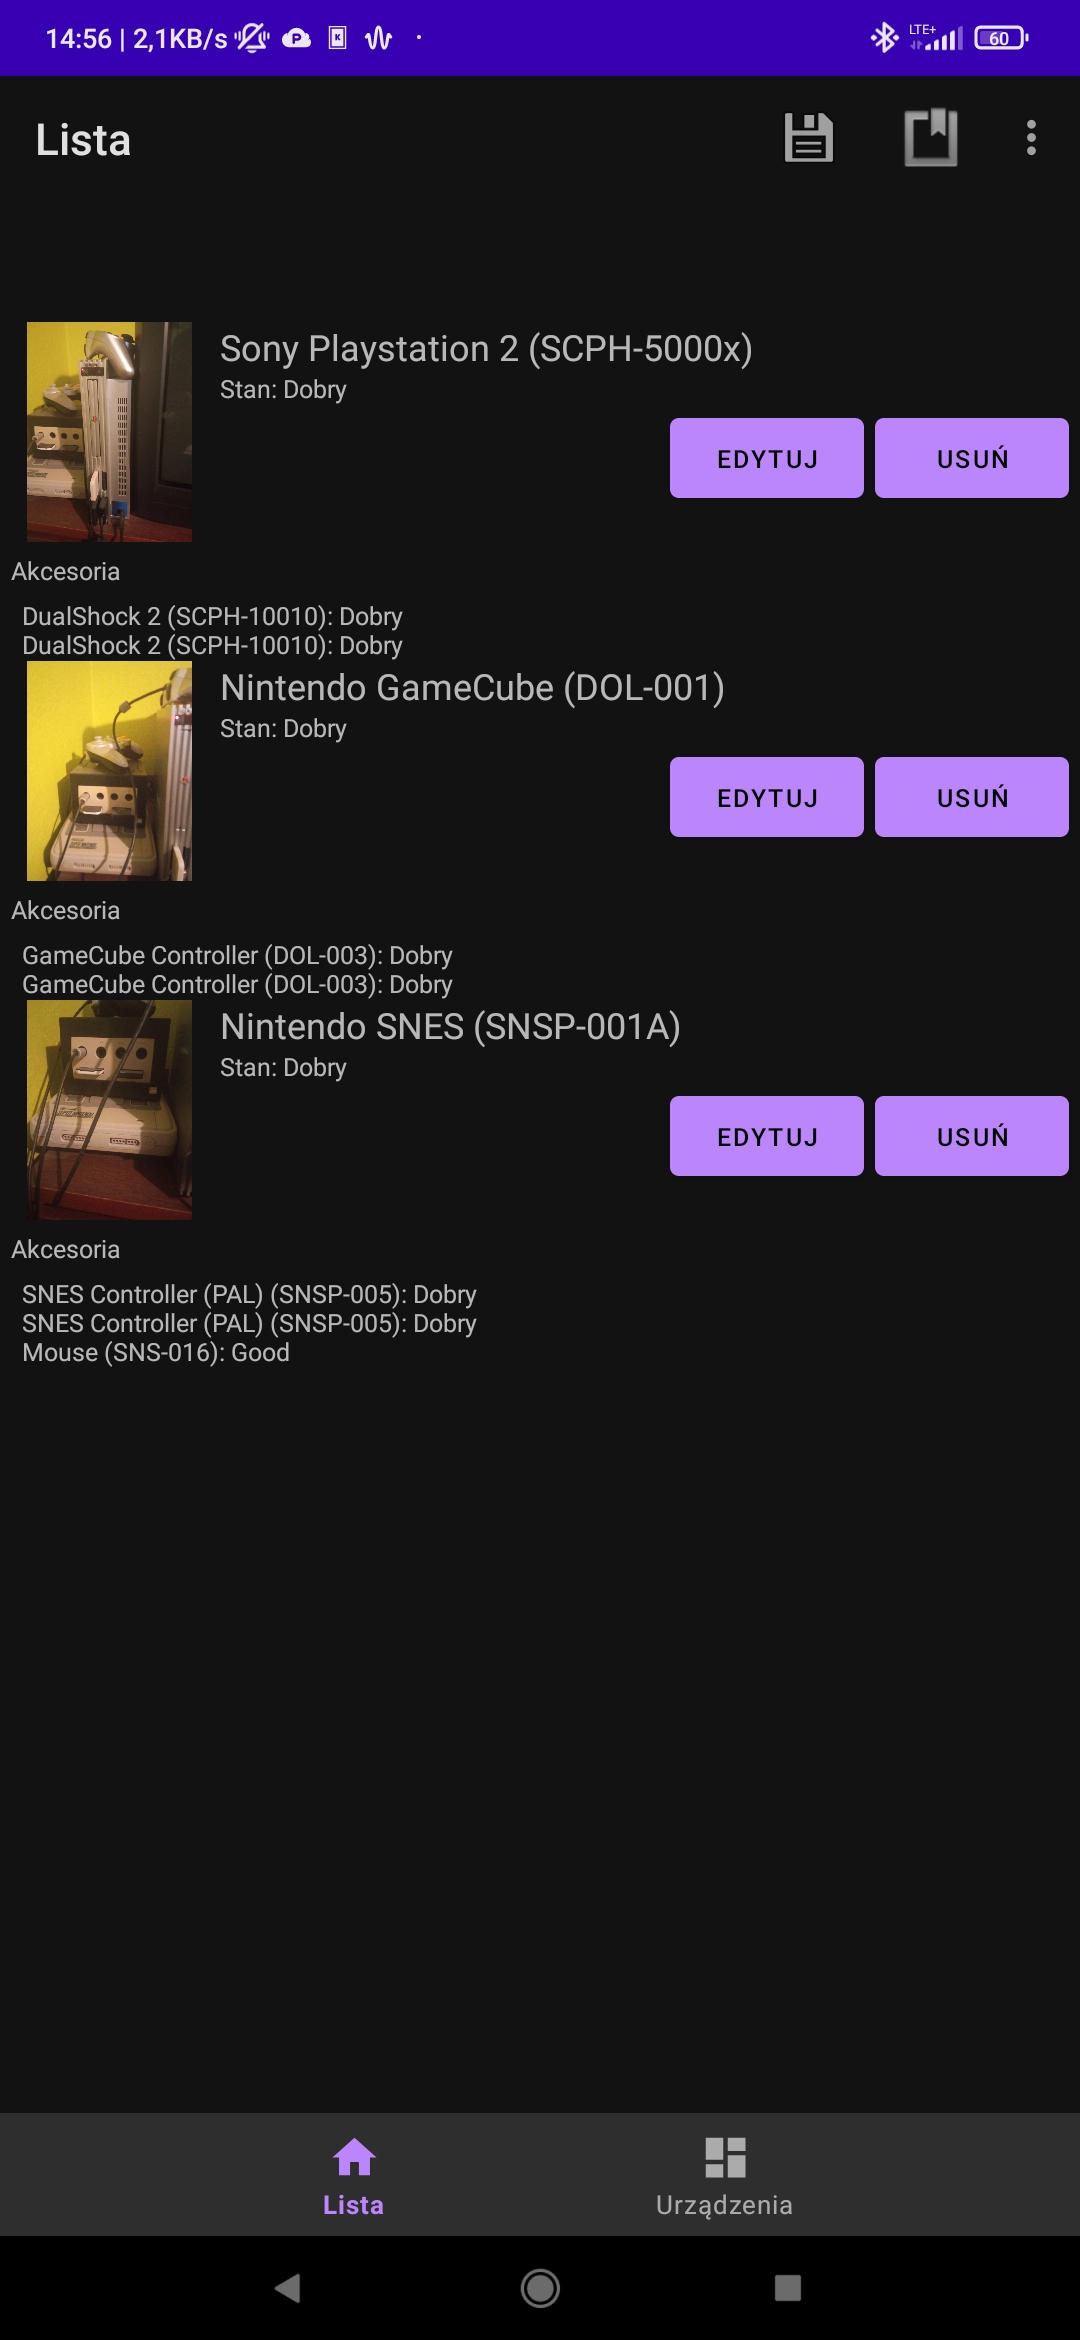 14:56 | 2,1KB/s
LTE+
60
Lista
Sony Playstation 2 (SCPH-5000x)
Stan: Dobry
EDYTUJ
USUŃ
Akcesoria
DualShock 2 (SCPH-10010): Dobry
DualShock 2 (SCPH-10010): Dobry
Nintendo GameCube (DOL-001)
Stan: Dobry
EDYTUJ
USUŃ
Akcesoria
GameCube Controller (DOL-003): Dobry
GameCube Controller (DOL-003): Dobry
Nintendo SNES (SNSP-001A)
Stan: Dobry
EDYTUJ
USUŃ
Akcesoria
SNES Controller (PAL) (SNSP-005): Dobry
SNES Controller (PAL) (SNSP-005): Dobry
Mouse (SNS-016): Good
Lista
Urządzenia